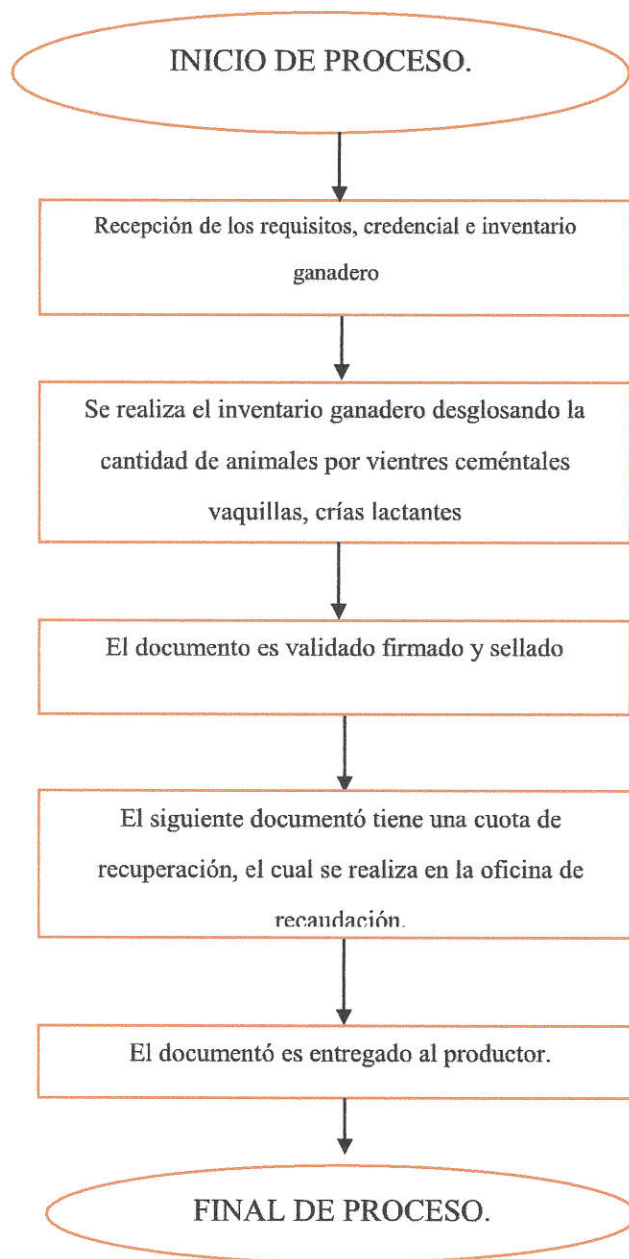 INICIO DE PROCESO.
Recepción de los requisitos, credencial e inventario
ganadero
Se realiza el inventario ganadero desglosando la
cantidad de animales por vientres ceméntales
vaquillas, crías lactantes
El documento es validado firmado y sellado
El siguiente documentó tiene una cuota de
recuperación, el cual se realiza en la oficina de
recaudación.
El documentó es entregado al productor.
FINAL DE PROCESO.